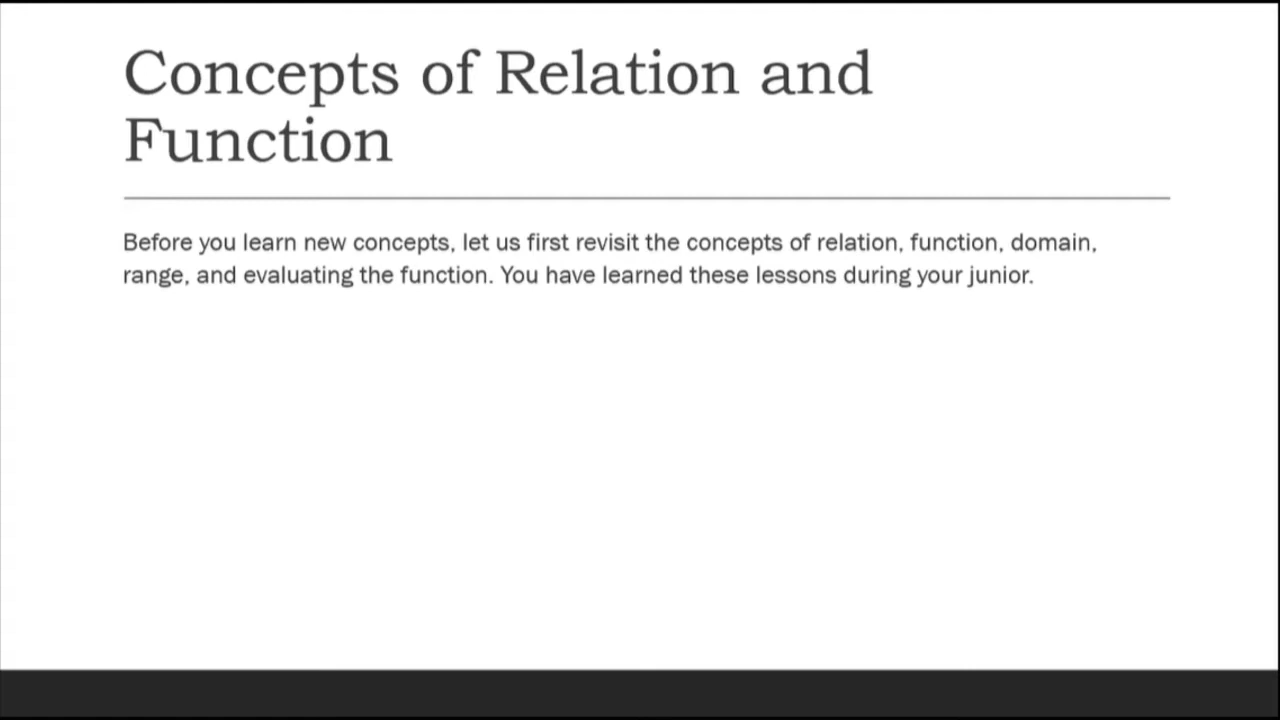 Concepts of Relation and
Function
Before you learn new concepts, let us first revisit the concepts of relation, function, domain,
range, and evaluating the function. You have learned these lessons during your junior.